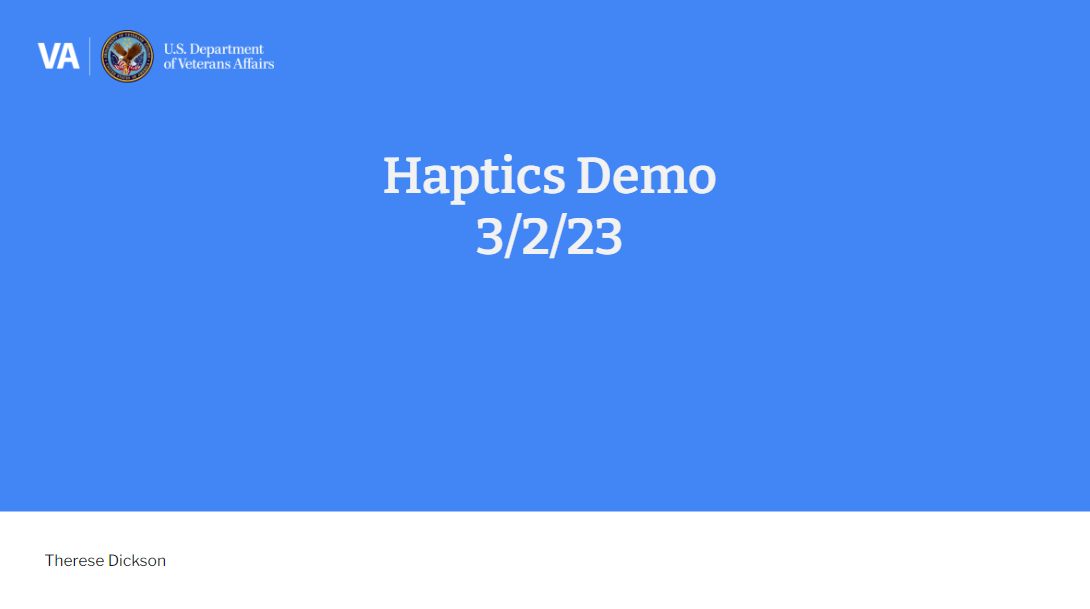 VA
U.S. Department
of Veterans Affairs
Haptics Demo
3/2/23
Therese Dickson